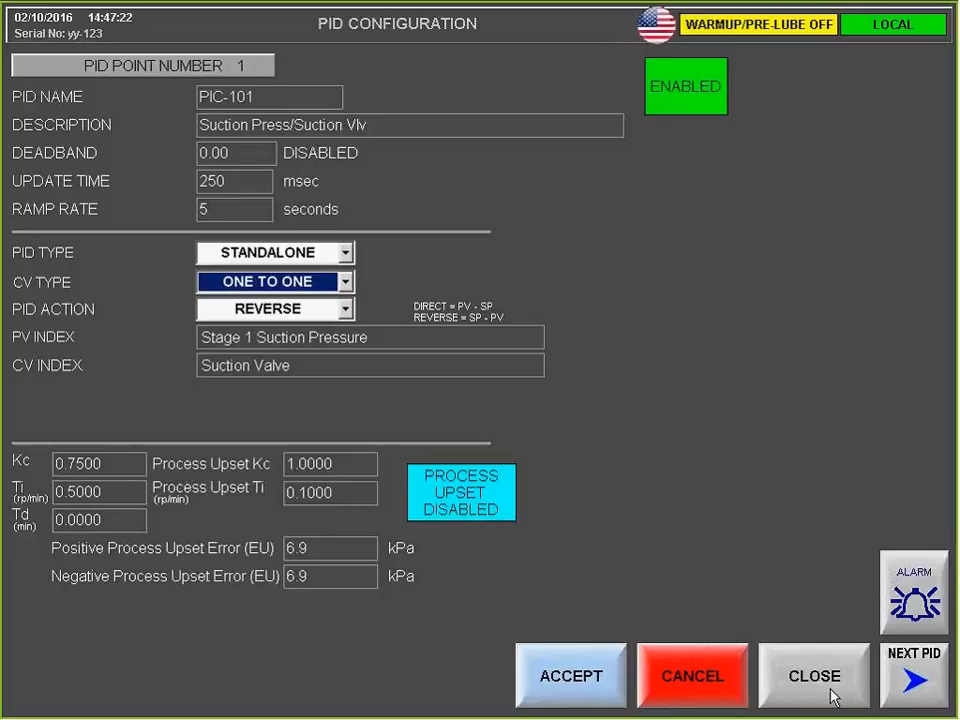 02/10/2016 14:47:22
PID CONFIGURATION
WARMUP/PRE-LUBE OFF
LOCAL
Serial No: yy-123
PID POINT NUMBER 1
ENABLED
PID NAME PIC-101
DESCRIPTION Suction Press/Suction Vlv
DEADBAND 0.00 DISABLED
UPDATE TIME 250 msec
RAMP RATE 5 seconds
PID TYPE STANDALONE
CV TYPE ONE TO ONE
PID ACTION REVERSE
DIRECT = PV - SP
REVERSE = SP - PV
PV INDEX Stage 1 Suction Pressure
CV INDEX Suction Valve
Kc 0.7500 Process Upset Kc 1.0000
Ti (rp/min) 0.5000 Process Upset Ti (rp/min) 0.1000
Td (min) 0.0000
PROCESS
UPSET
DISABLED
Positive Process Upset Error (EU) 6.9 kPa
Negative Process Upset Error (EU) 6.9 kPa
ALARM
ACCEPT
CANCEL
CLOSE
NEXT PID